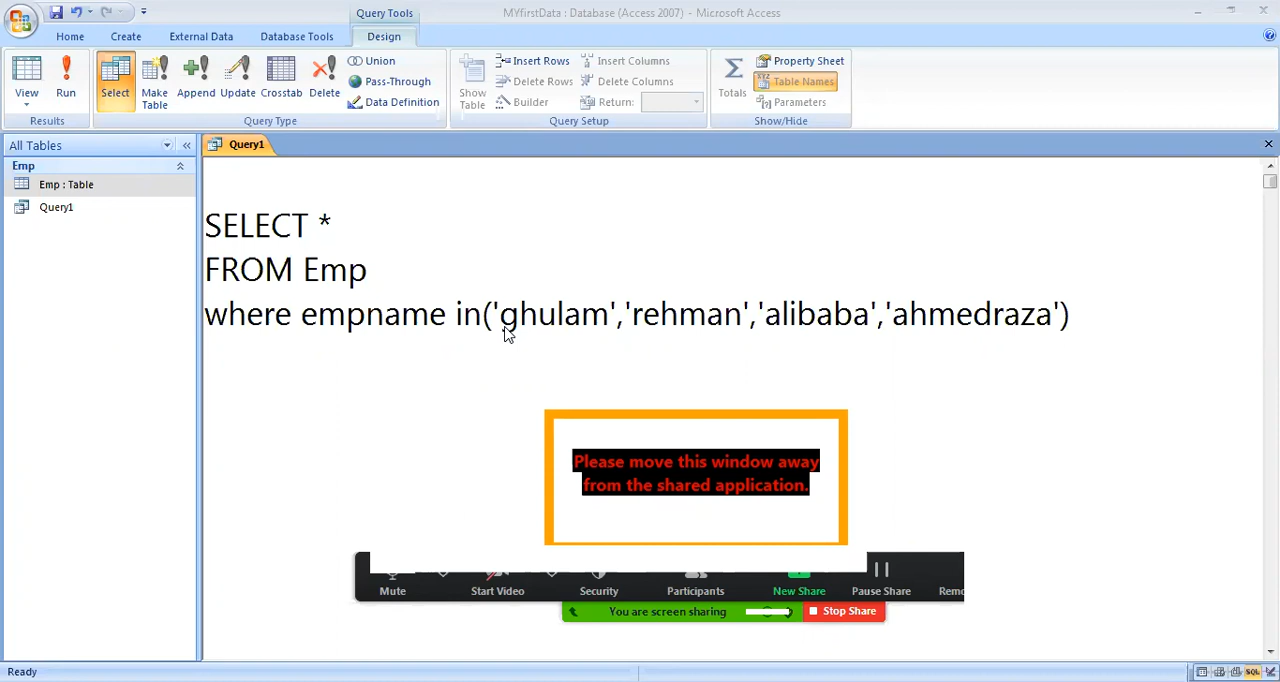 MYfirstData : Database (Access 2007) - Microsoft Access
Query Tools
Home Create External Data Database Tools Design
View
Run
Select
Make Table
Append
Update
Crosstab
Delete
Union
Pass-Through
Data Definition
Show Table
Insert Rows
Delete Rows
Builder
Insert Columns
Delete Columns
Return:
Totals
Property Sheet
Table Names
Parameters
Results
Query Type
Query Setup
Show/Hide
All Tables
Emp
Emp : Table
Query1
Query1
SELECT *
FROM Emp
where empname in('ghulam','rehman','alibaba','ahmedraza')
Please move this window away
from the shared application.
Mute
Start Video
Security
Participants
New Share
Pause Share
You are screen sharing
Stop Share
Ready
SQL